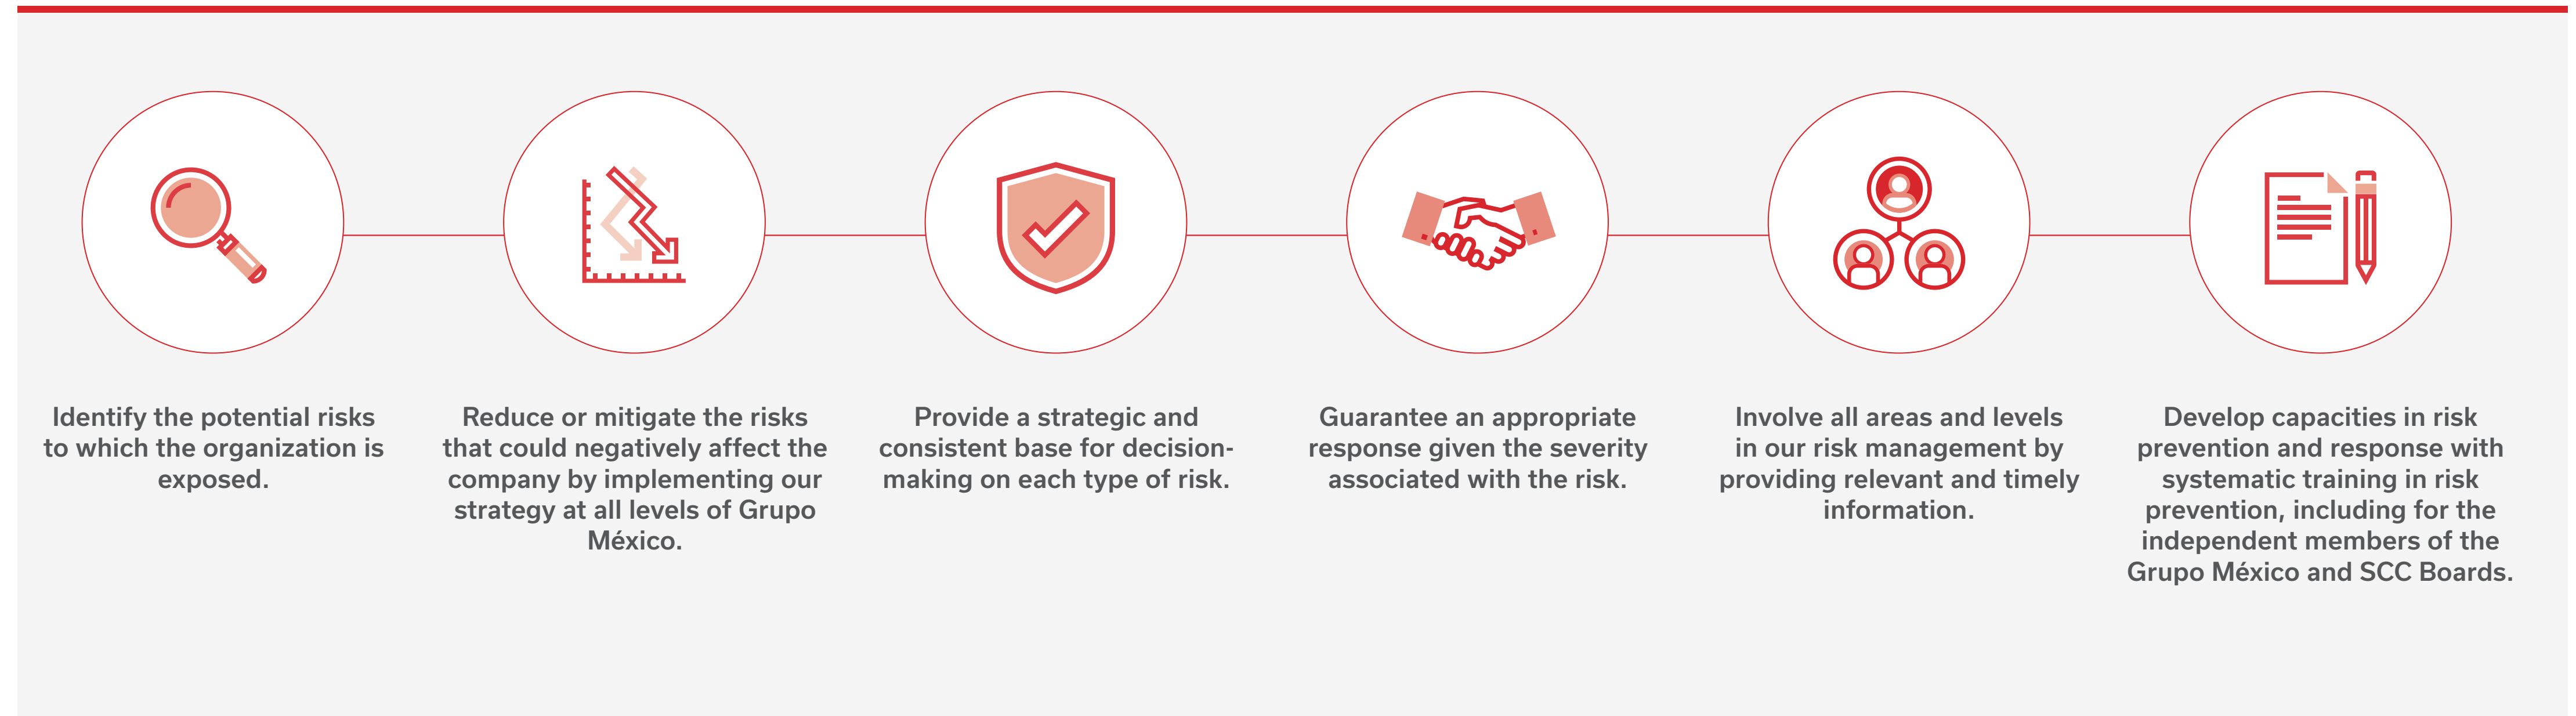 Identify the potential risks
to which the organization is
exposed.
Reduce or mitigate the risks
that could negatively affect the
company by implementing our
strategy at all levels of Grupo
México.
Provide a strategic and
consistent base for decision-
making on each type of risk.
Guarantee an appropriate
response given the severity
associated with the risk.
Involve all areas and levels
in our risk management by
providing relevant and timely
information.
Develop capacities in risk
prevention and response with
systematic training in risk
prevention, including for the
independent members of the
Grupo México and SCC Boards.